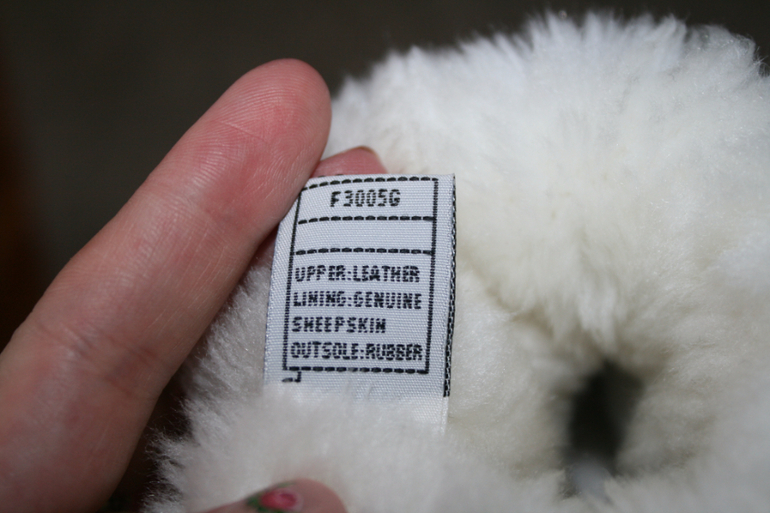 F3005G
UPPER:LEATHER
LINING:GENUINE
SHEEPSKIN
OUTSOLE:RUBBER